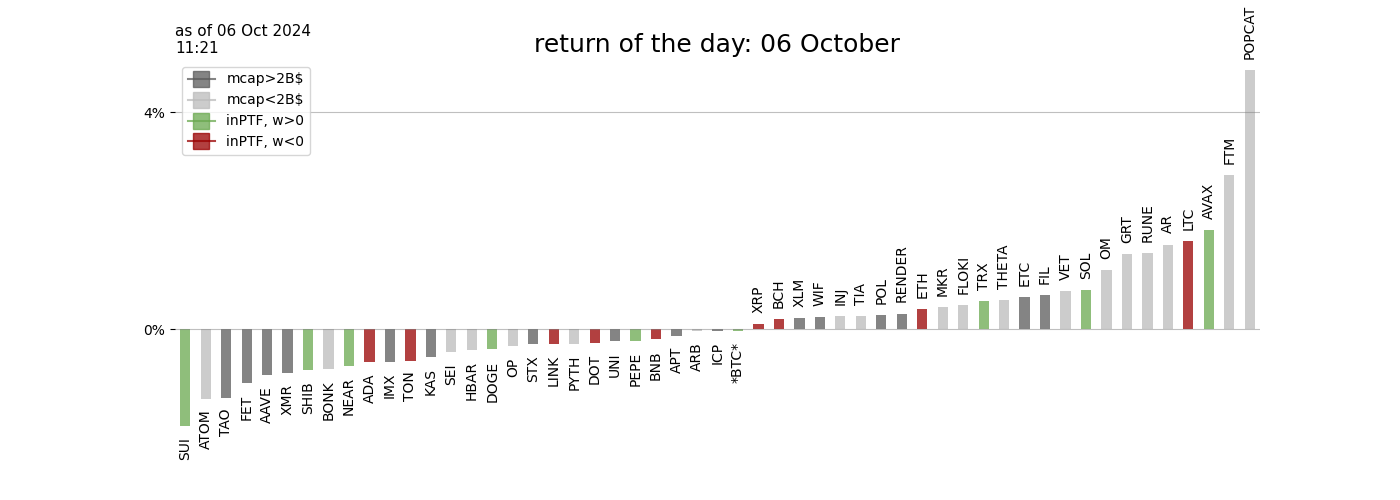 as of 06 Oct 2024
11:21
return of the day: 06 October
mcap>2B$
mcap<2B$
inPTF, w>0
inPTF, w<0
4%
0%
SUI
ATOM
TAO
FET
AAVE
XMR
SHIB
BONK
NEAR
ADA
IMX
TON
KAS
SEI
HBAR
DOGE
OP
STX
LINK
PYTH
DOT
UNI
PEPE
BNB
APT
ARB
ICP
*BTC*
XRP
BCH
XLM
WIF
INJ
TIA
POL
RENDER
ETH
MKR
FLOKI
TRX
THETA
ETC
FIL
VET
SOL
OM
GRT
RUNE
AR
LTC
AVAX
FTM
POPCAT